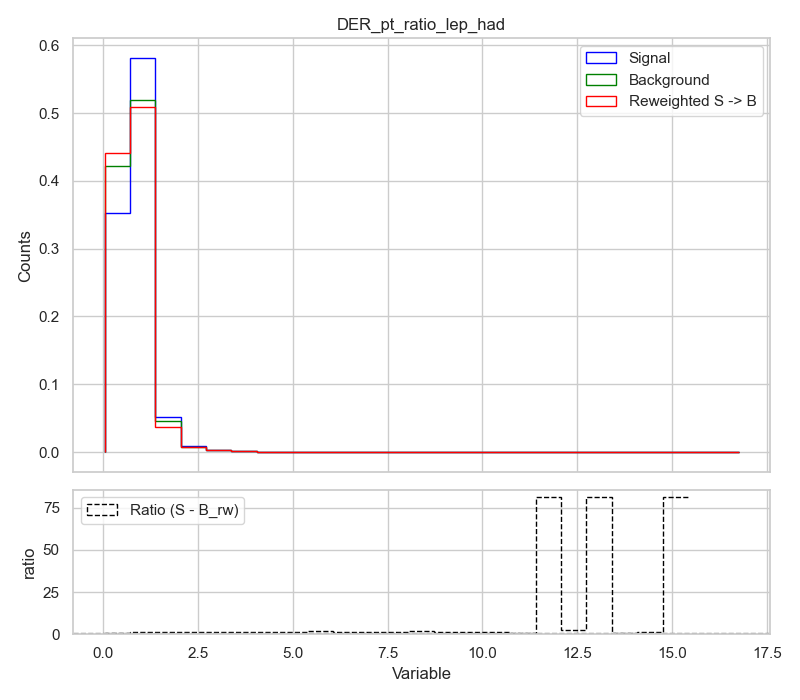 DER_pt_ratio_lep_had
Signal
Background
Reweighted S -> B
0.6
0.5
0.4
0.3
0.2
0.1
0.0
Counts
Ratio (S - B_rw)
75
50
25
0
ratio
0.0 2.5 5.0 7.5 10.0 12.5 15.0 17.5
Variable